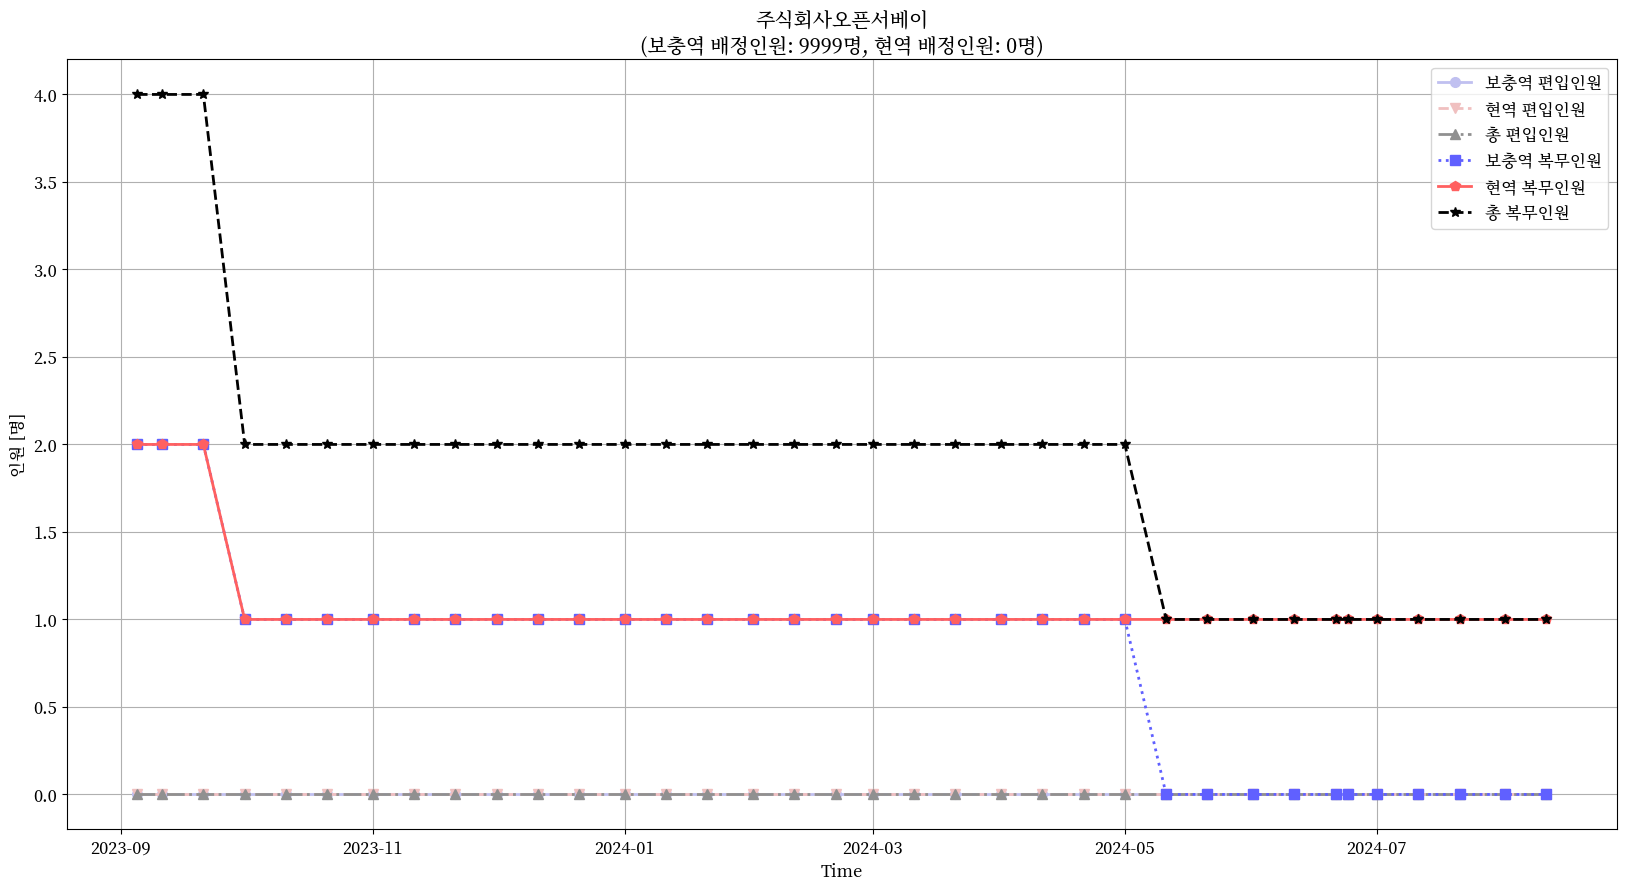 주식회사오픈서베이
(보충역 배정인원: 9999명, 현역 배정인원: 0명)
보충역 편입인원
현역 편입인원
총 편입인원
보충역 복무인원
현역 복무인원
총 복무인원
인원 [명]
4.0
3.5
3.0
2.5
2.0
1.5
1.0
0.5
0.0
2023-09
2023-11
2024-01
2024-03
2024-05
2024-07
Time